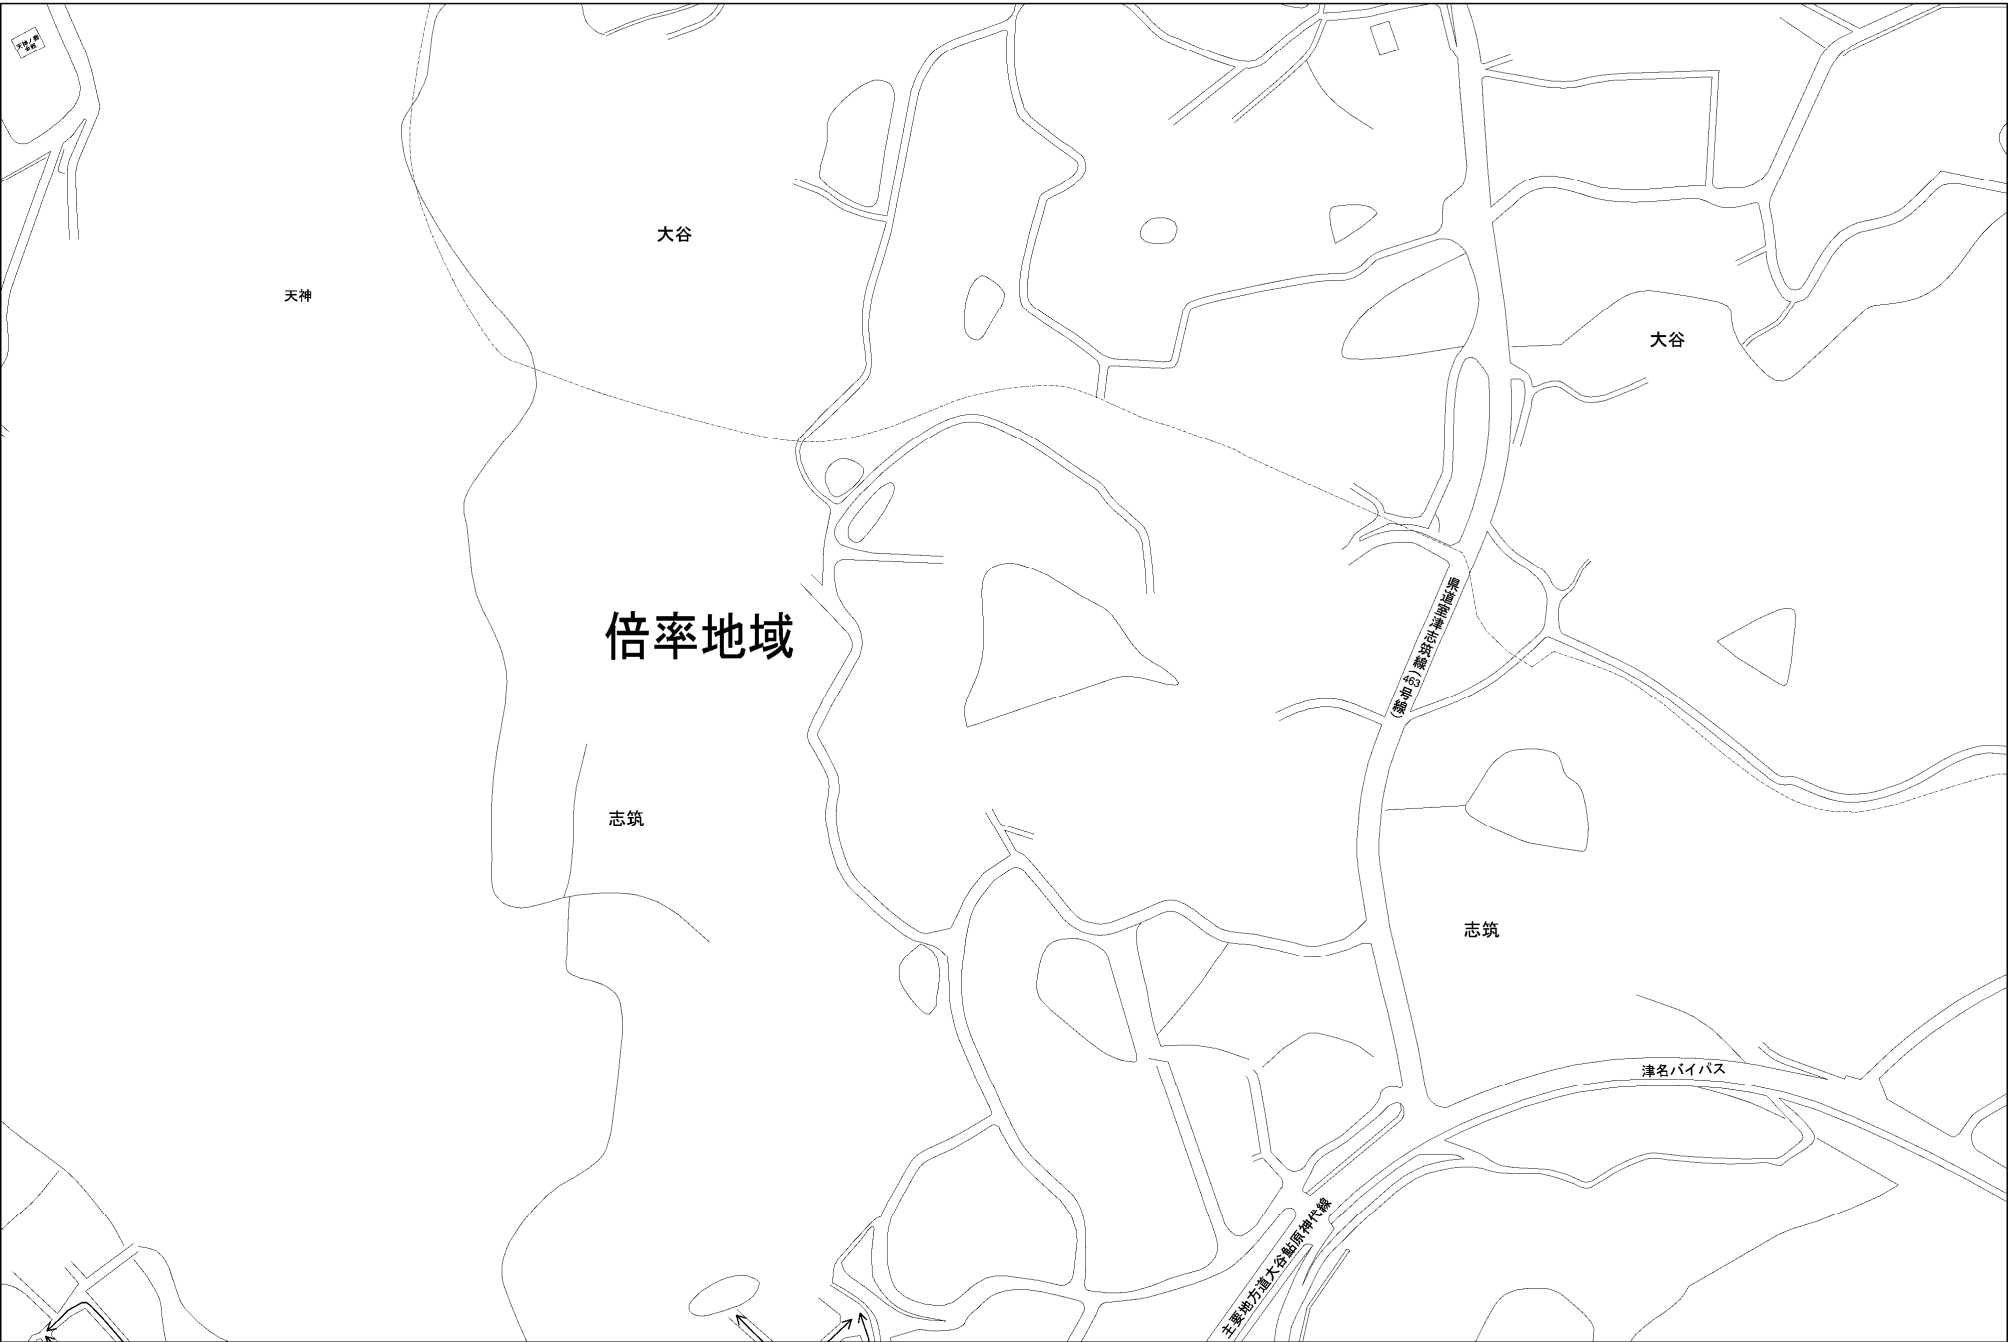 大谷
天神
大谷
県道室津志筑線(463号線)
倍率地域
志筑
志筑
津名バイパス
主要地方道大谷鮎原神代線